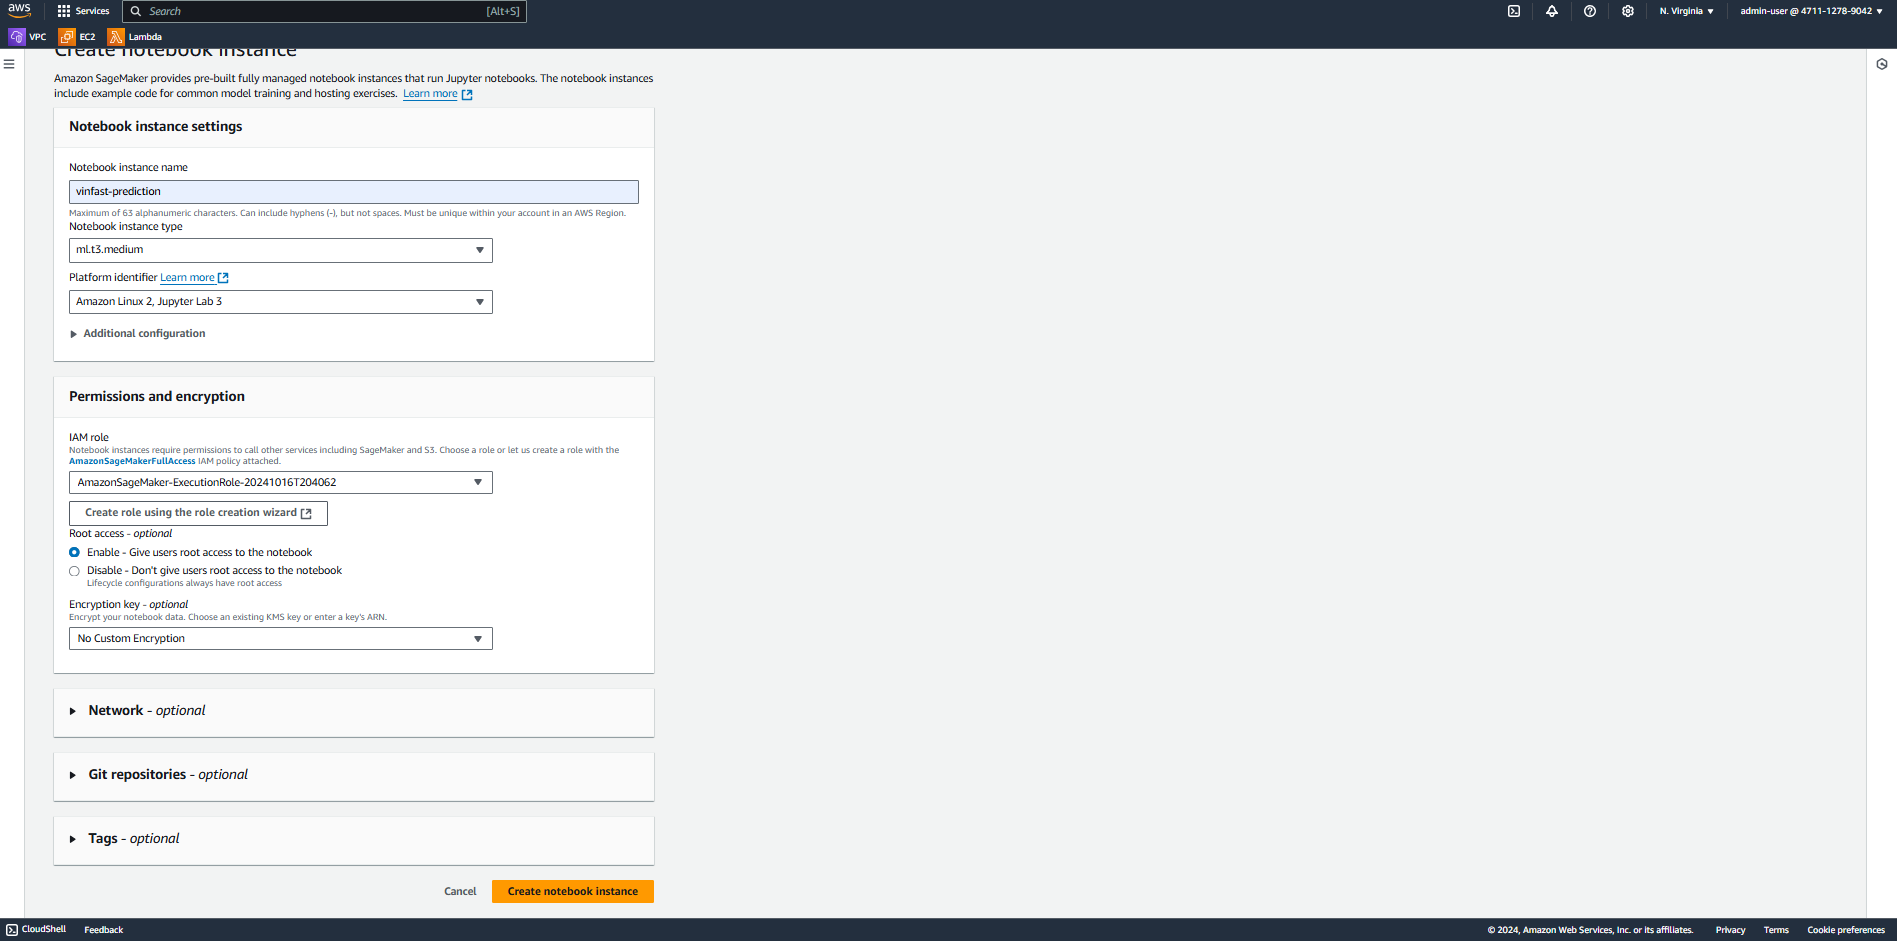 aws
Services
Search
[Alt+S]
N. Virginia
admin-user @ 4711-1278-9042
VPC
EC2
Lambda
Create notebook instance
Amazon SageMaker provides pre-built fully managed notebook instances that run Jupyter notebooks. The notebook instances
include example code for common model training and hosting exercises. Learn more
Notebook instance settings
Notebook instance name
vinfast-prediction
Maximum of 63 alphanumeric characters. Can include hyphens (-), but not spaces. Must be unique within your account in an AWS Region.
Notebook instance type
ml.t3.medium
Platform identifier Learn more
Amazon Linux 2, Jupyter Lab 3
Additional configuration
Permissions and encryption
IAM role
Notebook instances require permissions to call other services including SageMaker and S3. Choose a role or let us create a role with the
AmazonSageMakerFullAccess IAM policy attached.
AmazonSageMaker-ExecutionRole-20241016T204062
Create role using the role creation wizard
Root access - optional
Enable - Give users root access to the notebook
Disable - Don't give users root access to the notebook
Lifecycle configurations always have root access
Encryption key - optional
Encrypt your notebook data. Choose an existing KMS key or enter a key's ARN.
No Custom Encryption
Network - optional
Git repositories - optional
Tags - optional
Cancel
Create notebook instance
CloudShell
Feedback
© 2024, Amazon Web Services, Inc. or its affiliates.
Privacy
Terms
Cookie preferences